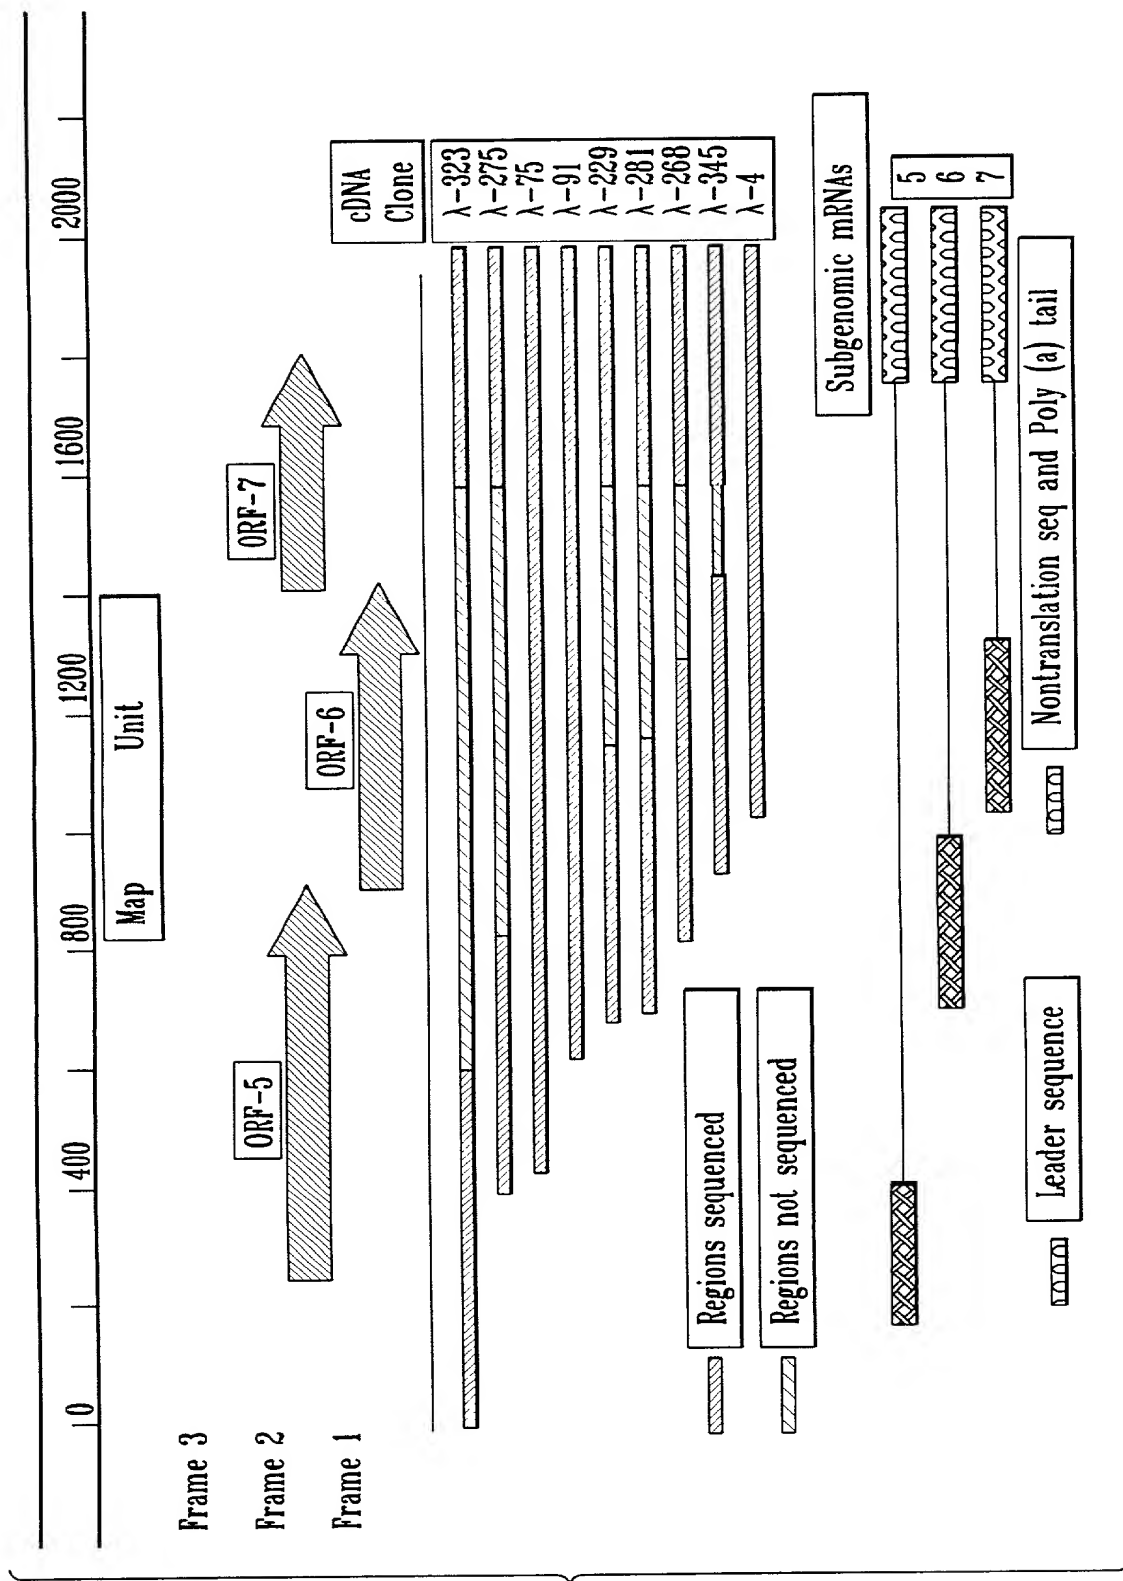 0 400 800 1200 1600 2000
Map Unit
Frame 3
Frame 2
Frame 1
ORF-5
ORF-6
ORF-7
cDNA
Clone
λ-323
λ-275
λ-75
λ-91
λ-229
λ-281
λ-268
λ-345
λ-4
Regions sequenced
Regions not sequenced
Subgenomic mRNAs
5
6
7
Leader sequence
Nontranslation seq and Poly (a) tail